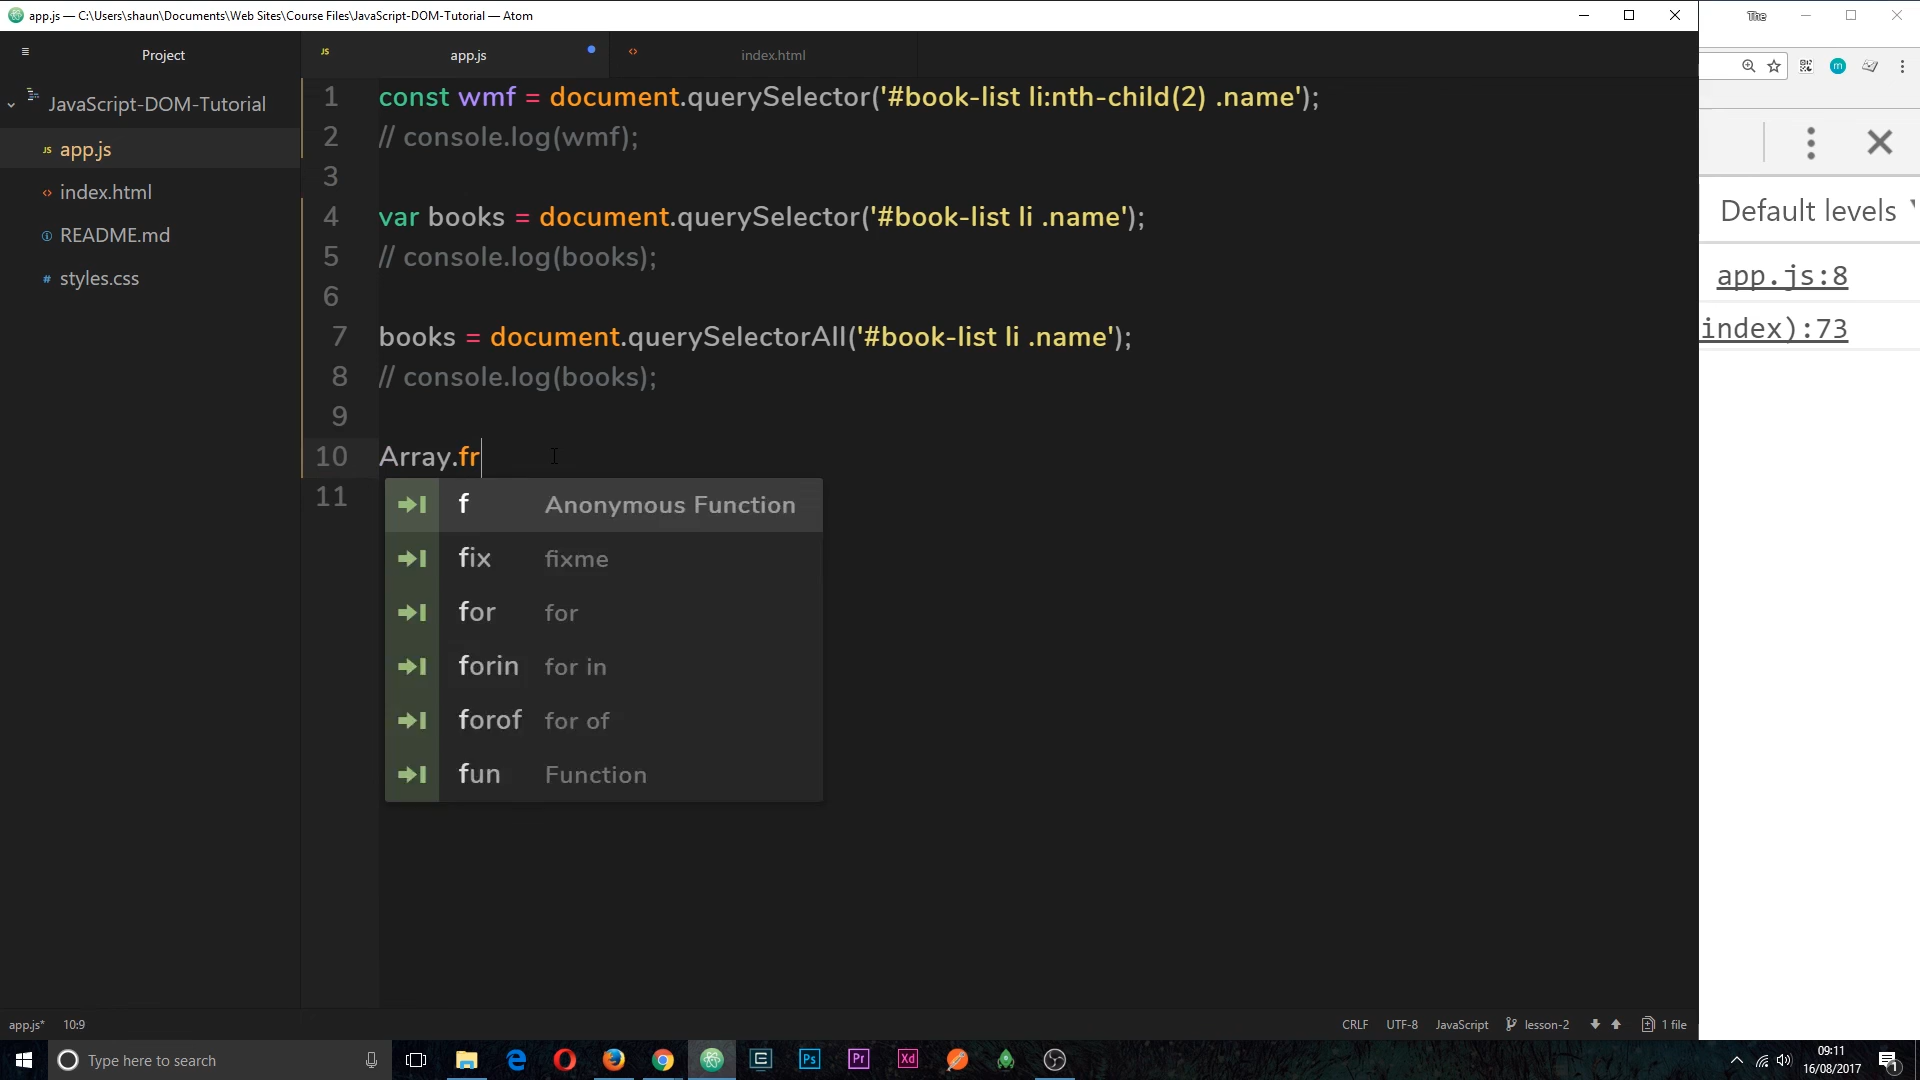 app.js — C:\Users\shaun\Documents\Web Sites\Course Files\JavaScript-DOM-Tutorial — Atom
The
Project
app.js
index.html
JavaScript-DOM-Tutorial
app.js
index.html
README.md
styles.css
1 const wmf = document.querySelector('#book-list li:nth-child(2) .name');
2 // console.log(wmf);
3
4 var books = document.querySelector('#book-list li .name');
5 // console.log(books);
6
7 books = document.querySelectorAll('#book-list li .name');
8 // console.log(books);
9
10 Array.fr
11
f Anonymous Function
fix fixme
for for
forin for in
forof for of
fun Function
Default levels
app.js:8
index):73
app.js* 10:9
CRLF UTF-8 JavaScript lesson-2 1 file
Type here to search
09:11
16/08/2017